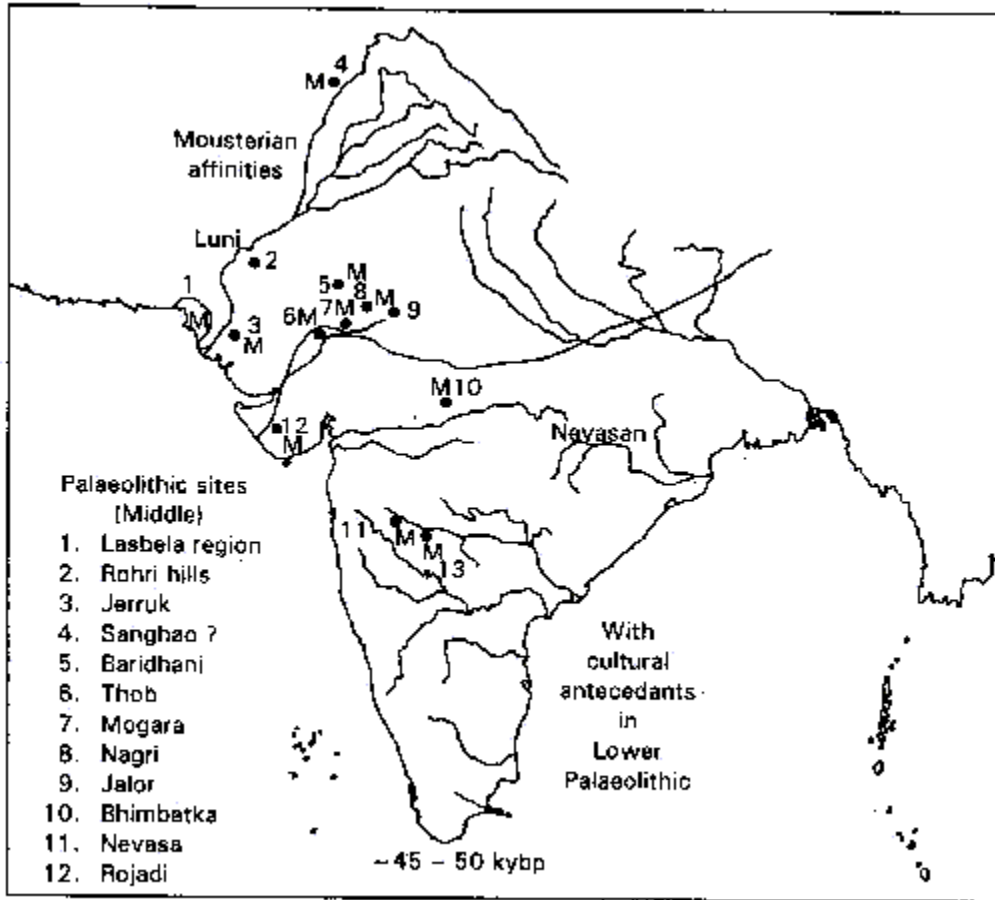 4
M
Mousterian
affinities
Luni
2
1
M
5
M
8
M
9
7
M
6M
3
M
M10
12
M
Nevasan
11
M
M
13
Palaeolithic sites
(Middle)
1. Lasbela region
2. Rohri hills
3. Jerruk
4. Sanghao ?
5. Baridhani
6. Thob
7. Mogara
8. Nagri
9. Jalor
10. Bhimbetka
11. Nevasa
12. Rojadi
With
cultural
antecedants
in
Lower
Palaeolithic
~45 – 50 kybp